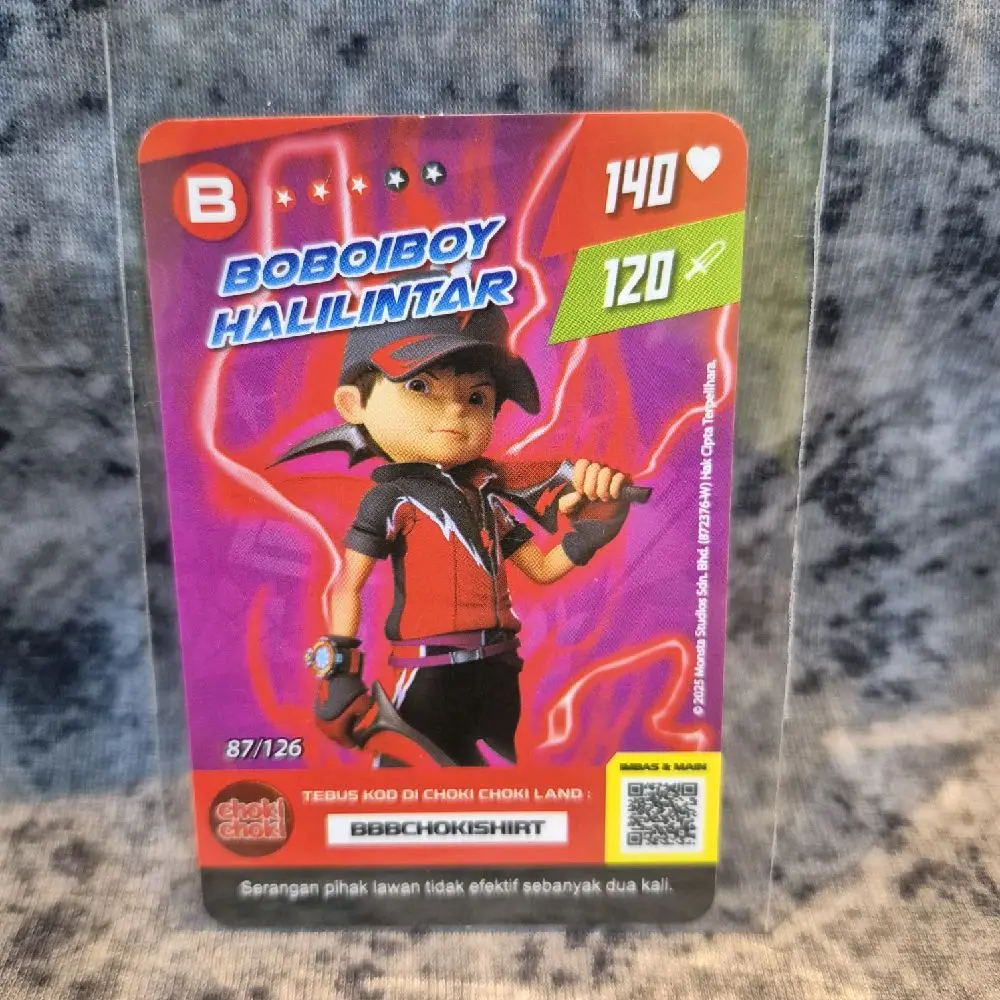 B
140
120
BOBOIBOY
HALILINTAR
© 2025 Monsta Studios Sdn. Bhd. (872376-W) Hak Cipta Terpelihara.
87/126
IMBAS & MAIN
choki
choki
TEBUS KOD DI CHOKI CHOKI LAND :
BBBCHOKISHIRT
Serangan pihak lawan tidak efektif sebanyak dua kali.